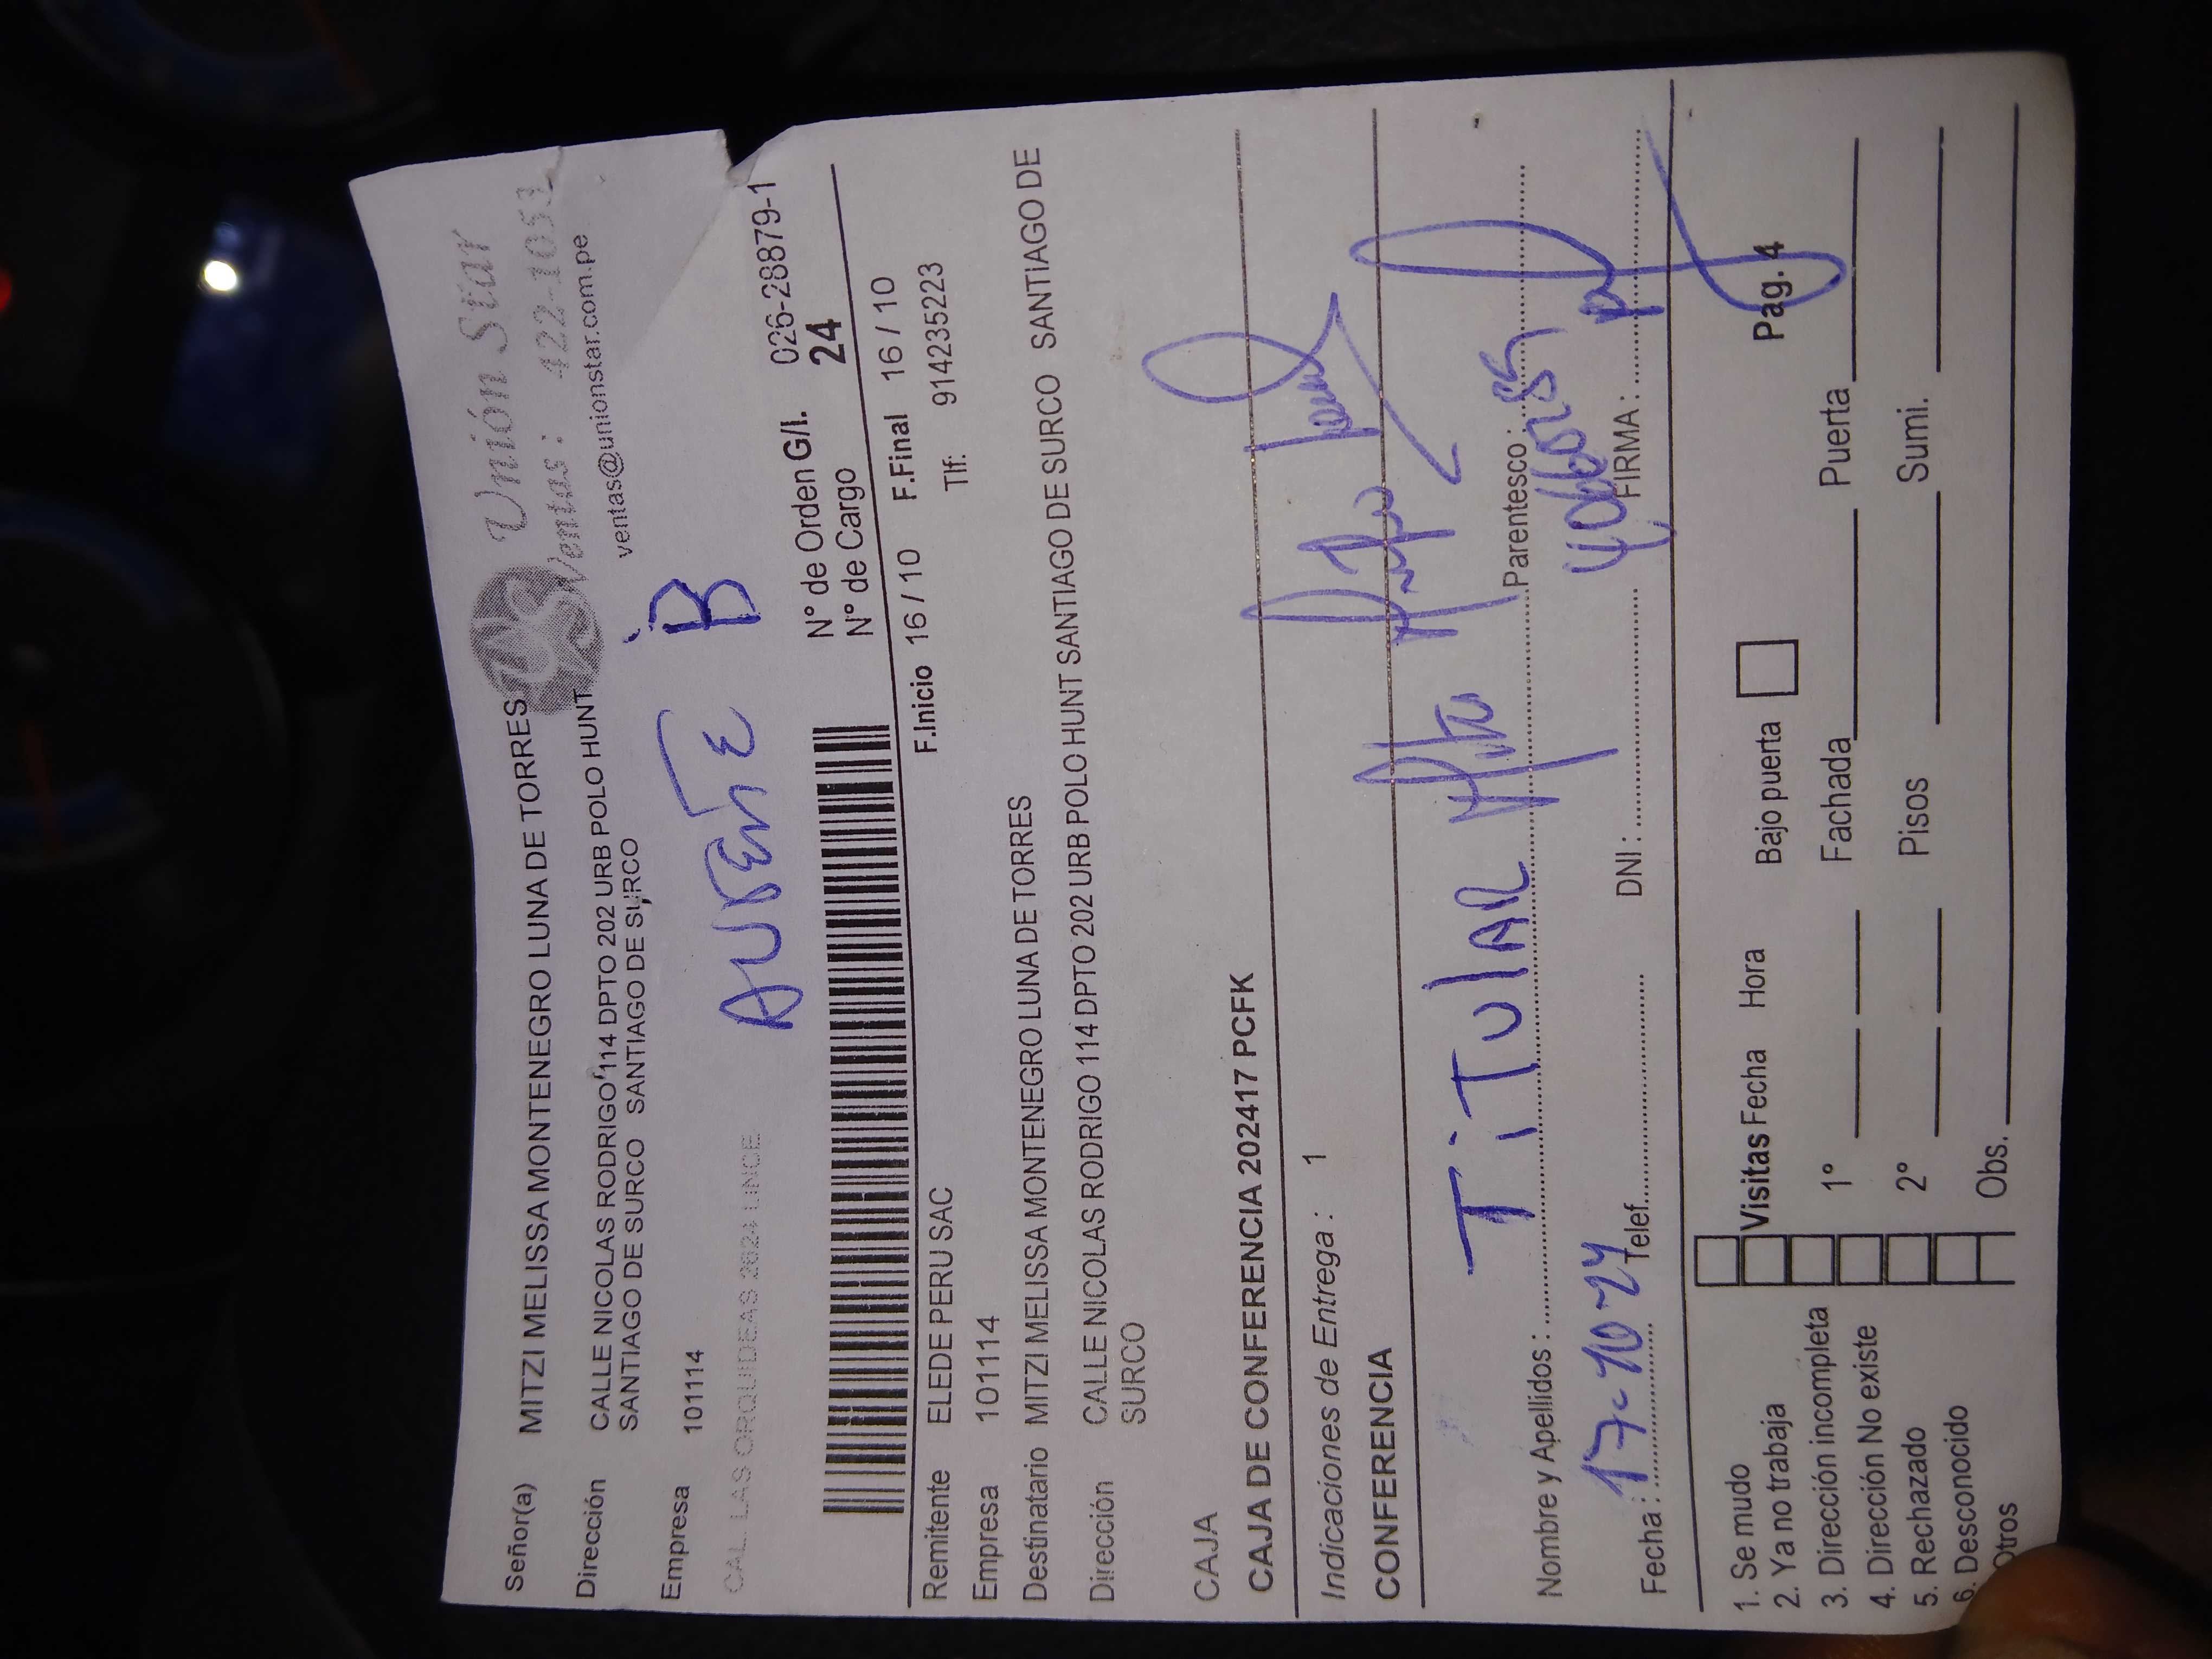 Unión Star
Señor(a) MITZI MELISSA MONTENEGRO LUNA DE TORRES
Ventas: 422-1053
Dirección CALLE NICOLAS RODRIGO 114 DPTO 202 URB POLO HUNT
ventas@unionstar.com.pe
SANTIAGO DE SURCO SANTIAGO DE SURCO
Empresa 101114
B
CAL. LAS ORQUIDEAS 2624 LINCE
AUSENTE
N° de Orden G/I. 026-28879-1
N° de Cargo 24
F.Inicio 16 / 10 F.Final 16 / 10
Remitente ELEDE PERU SAC
Tlf: 914235223
Empresa 101114
Destinatario MITZI MELISSA MONTENEGRO LUNA DE TORRES
Dirección CALLE NICOLAS RODRIGO 114 DPTO 202 URB POLO HUNT SANTIAGO DE SURCO SANTIAGO DE
SURCO
CAJA
CAJA DE CONFERENCIA 202417 PCFK
Indicaciones de Entrega : 1
CONFERENCIA
TITULAR
Nombre y Apellidos : Parentesco :
17-10-24
Fecha : Telef. DNI : FIRMA :
1. Se mudo
2. Ya no trabaja
3. Dirección incompleta
4. Dirección No existe
5. Rechazado
6. Desconocido
Otros
Visitas Fecha Hora Bajo puerta Pag. 4
1° Fachada Puerta
2° Pisos Sumi.
Obs.